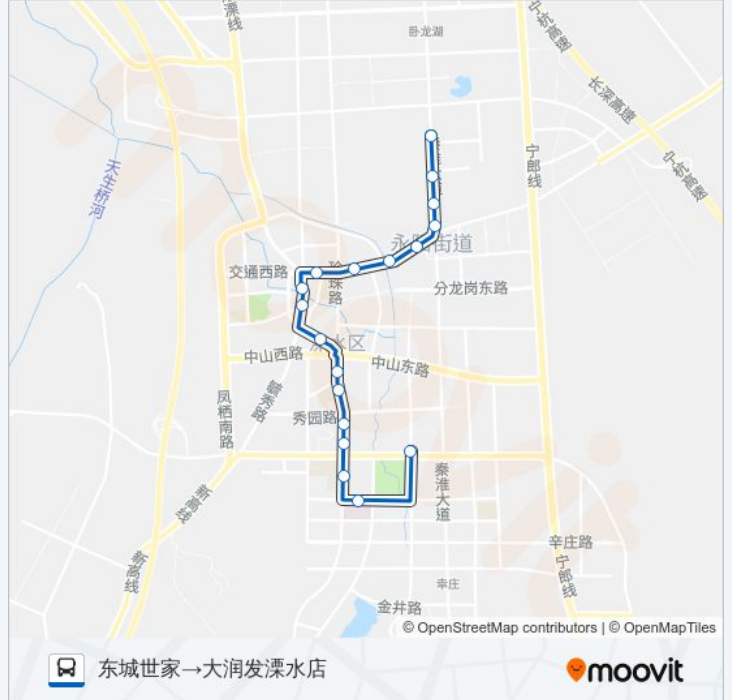 溧线
卧龙湖
宁杭高速
长深高速
宁杭高速
宁郎线
天生桥河
永阳街道
交通西路
珍珠路
分龙岗东路
溧水区
中山西路
中山东路
凤栖南路
秀园路
秦淮大道
新高线
新高线
辛庄路
宁郎线
幸庄
金井路
© OpenStreetMap contributors | © OpenMapTiles
东城世家→大润发溧水店
moovit